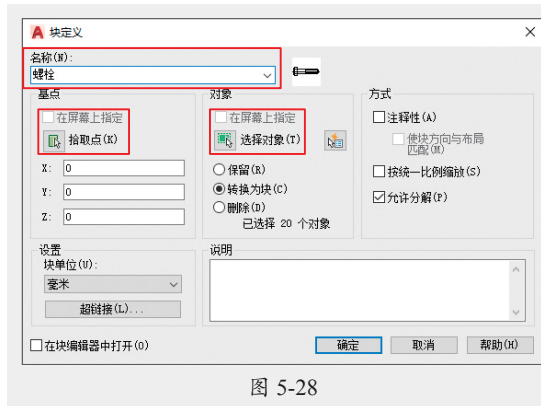 块定义
名称(N):
螺栓
基点
在屏幕上指定
拾取点(K)
X: 0
Y: 0
Z: 0
对象
在屏幕上指定
选择对象(T)
保留(R)
转换为块(C)
删除(D)
已选择 20 个对象
方式
注释性(A)
使块方向与布局
匹配(M)
按统一比例缩放(S)
允许分解(P)
设置
块单位(U):
毫米
超链接(L)...
说明
在块编辑器中打开(O)
确定 取消 帮助(H)
图 5-28